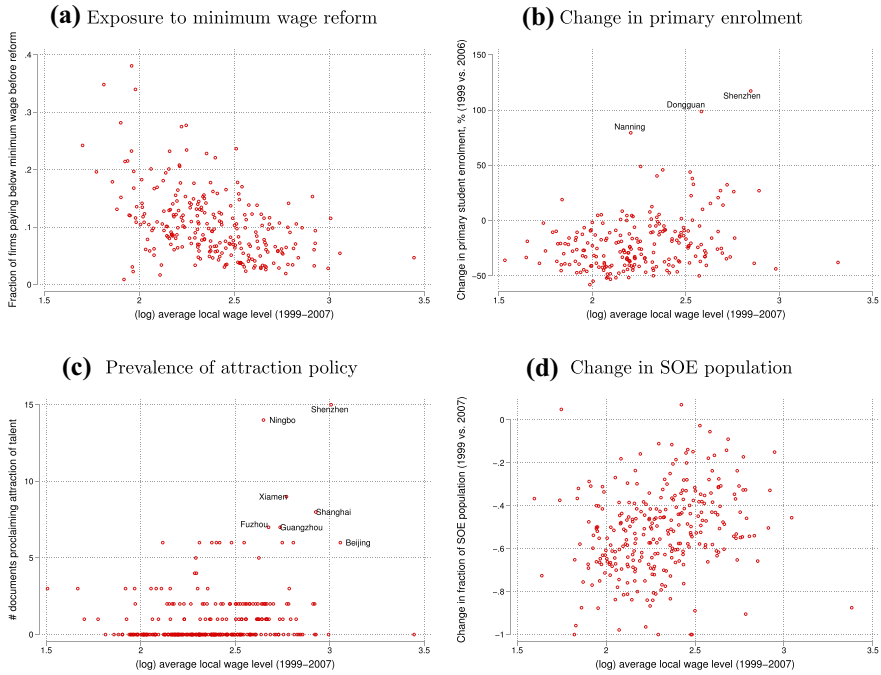 (a) Exposure to minimum wage reform
Fraction of firms paying below minimum wage before reform
.4
.3
.2
.1
0
1.5 2 2.5 3 3.5
(log) average local wage level (1999−2007)
(b) Change in primary enrolment
Change in primary student enrolment, % (1999 vs. 2006)
150
100
50
0
−50
Shenzhen
Dongguan
Nanning
1.5 2 2.5 3 3.5
(log) average local wage level (1999−2007)
(c) Prevalence of attraction policy
# documents proclaiming attraction of talent
15
10
5
0
Shenzhen
Ningbo
Xiamen
Shanghai
Fuzhou
Guangzhou
Beijing
1.5 2 2.5 3 3.5
(log) average local wage level (1999−2007)
(d) Change in SOE population
Change in fraction of SOE population (1999 vs. 2007)
0
−.2
−.4
−.6
−.8
−1
1.5 2 2.5 3 3.5
(log) average local wage level (1999−2007)